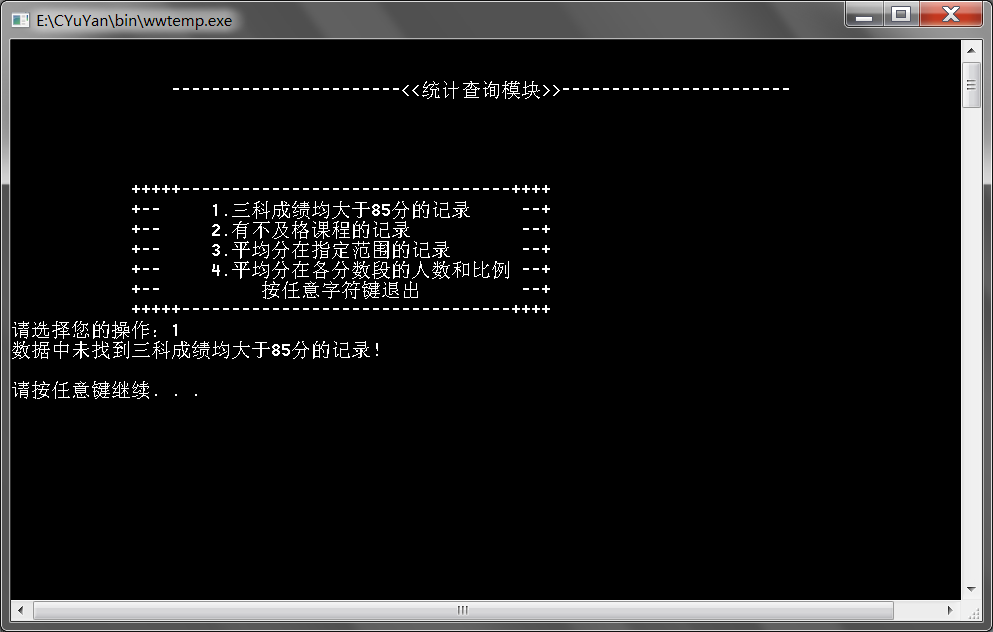 E:\CYuYan\bin\wwtemp.exe
-----------------------<<统计查询模块>>-----------------------
+++++---------------------------------++++
+--     1.三科成绩均大于85分的记录     --+
+--     2.有不及格课程的记录           --+
+--     3.平均分在指定范围的记录       --+
+--     4.平均分在各分数段的人数和比例 --+
+--          按任意字符键退出          --+
+++++---------------------------------++++
请选择您的操作：1
数据中未找到三科成绩均大于85分的记录！
请按任意键继续. . .